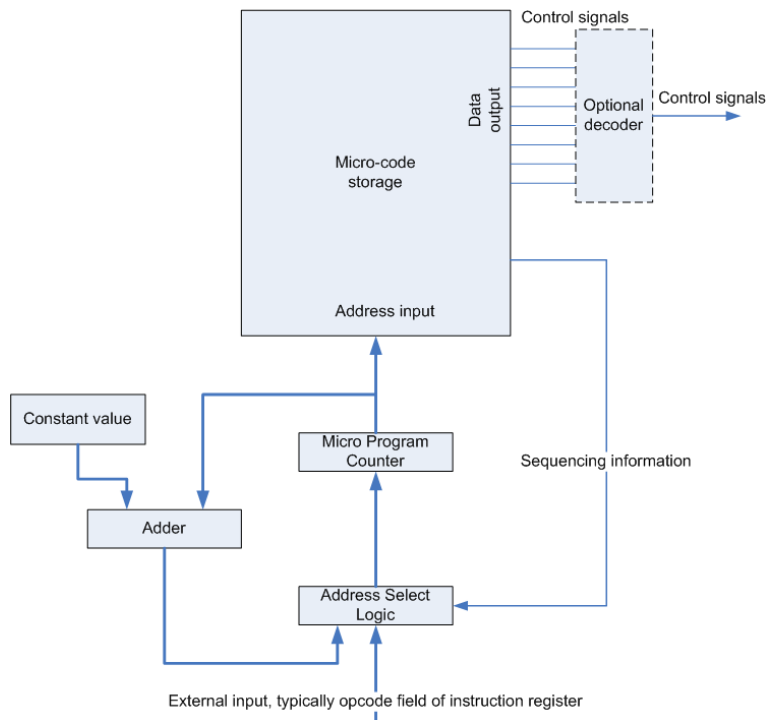 Control signals
Data
output
Optional
decoder
Control signals
Micro-code
storage
Address input
Constant value
Micro Program
Counter
Sequencing information
Adder
Address Select
Logic
External input, typically opcode field of instruction register